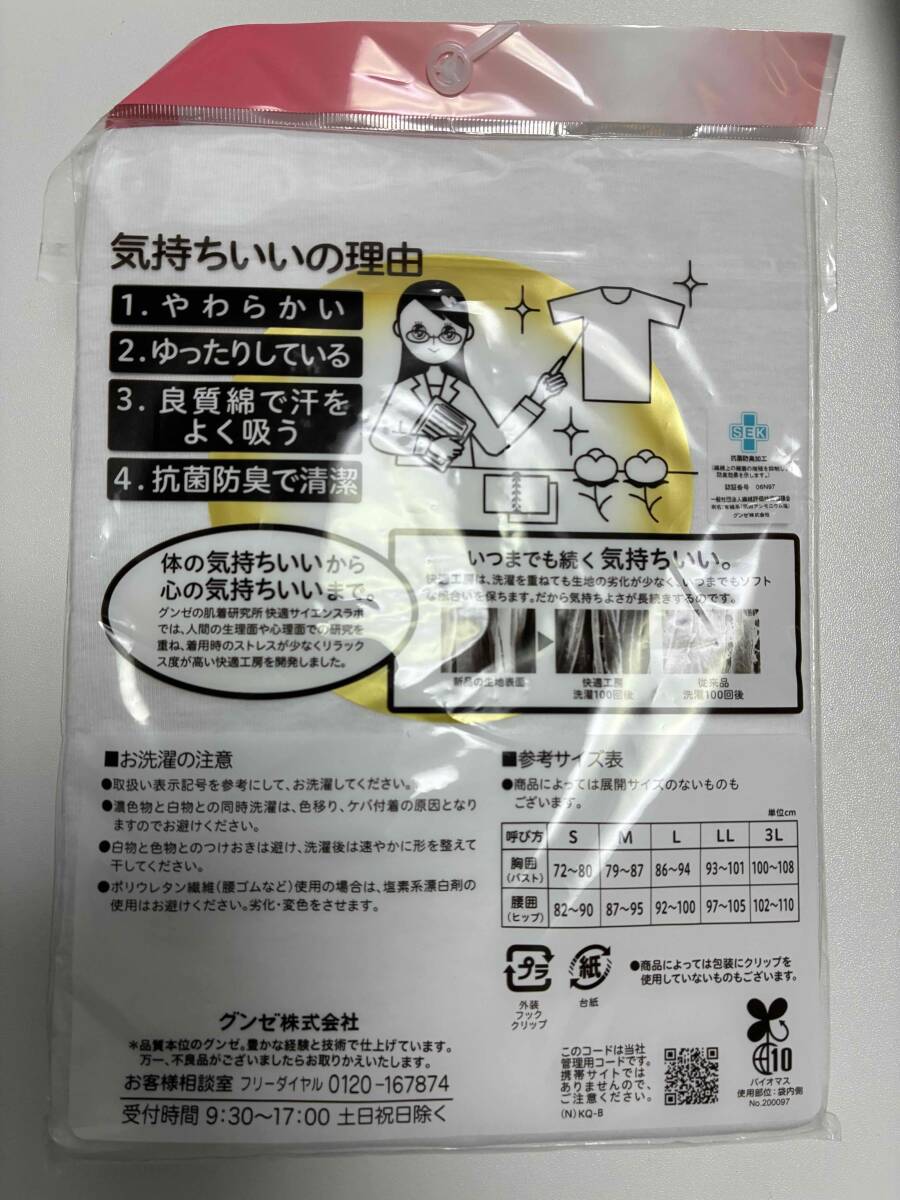 気持ちいいの理由
1.やわらかい
2.ゆったりしている
3.良質綿で汗を
よく吸う
4.抗菌防臭で清潔
SEK
抗菌防臭加工
防臭効果を示します。)
認証番号 06N97
グンゼ株式会社
体の気持ちいいから
心の気持ちいいまで。
グンゼの肌着研究所 快適サイエンスラボ
では、人間の生理面や心理面での研究を
重ね、着用時のストレスが少なくリラック
ス度が高い快適工房を開発しました。
いつまでも続く気持ちいい。
快適工房は、洗濯を重ねても生地の劣化が少なく、いつまでもソフト
な風合いを保ちます。だから気持ちよさが長続きするのです。
新品の生地表面
快適工房
洗濯100回後
従来品
洗濯100回後
■お洗濯の注意
●取扱い表示記号を参考にして、お洗濯してください。
●濃色物と白物との同時洗濯は、色移り、ケバ付着の原因となり
ますのでお避けください。
●白物と色物とのつけおきは避け、洗濯後は速やかに形を整えて
干してください。
●ポリウレタン繊維(腰ゴムなど)使用の場合は、塩素系漂白剤の
使用はお避けください。劣化・変色をさせます。
■参考サイズ表
●商品によっては展開サイズのないものも
ございます。
単位cm
呼び方 S M L LL 3L
胸囲
(バスト) 72~80 79~87 86~94 93~101 100~108
腰囲
(ヒップ) 82~90 87~95 92~100 97~105 102~110
プラ
外装
フック
クリップ
紙
台紙
●商品によっては包装にクリップを
使用していないものもございます。
グンゼ株式会社
*品質本位のグンゼ。豊かな経験と技術で仕上げています。
万一、不良品がございましたらお取りかえいたします。
お客様相談室 フリーダイヤル 0120-167874
受付時間 9:30~17:00 土日祝日除く
このコードは当社
管理用コードです。
携帯サイトでは
ありませんので、
ご注意ください。
(N)KQ-B
10
バイオマス
使用部位:袋内側
No.200097